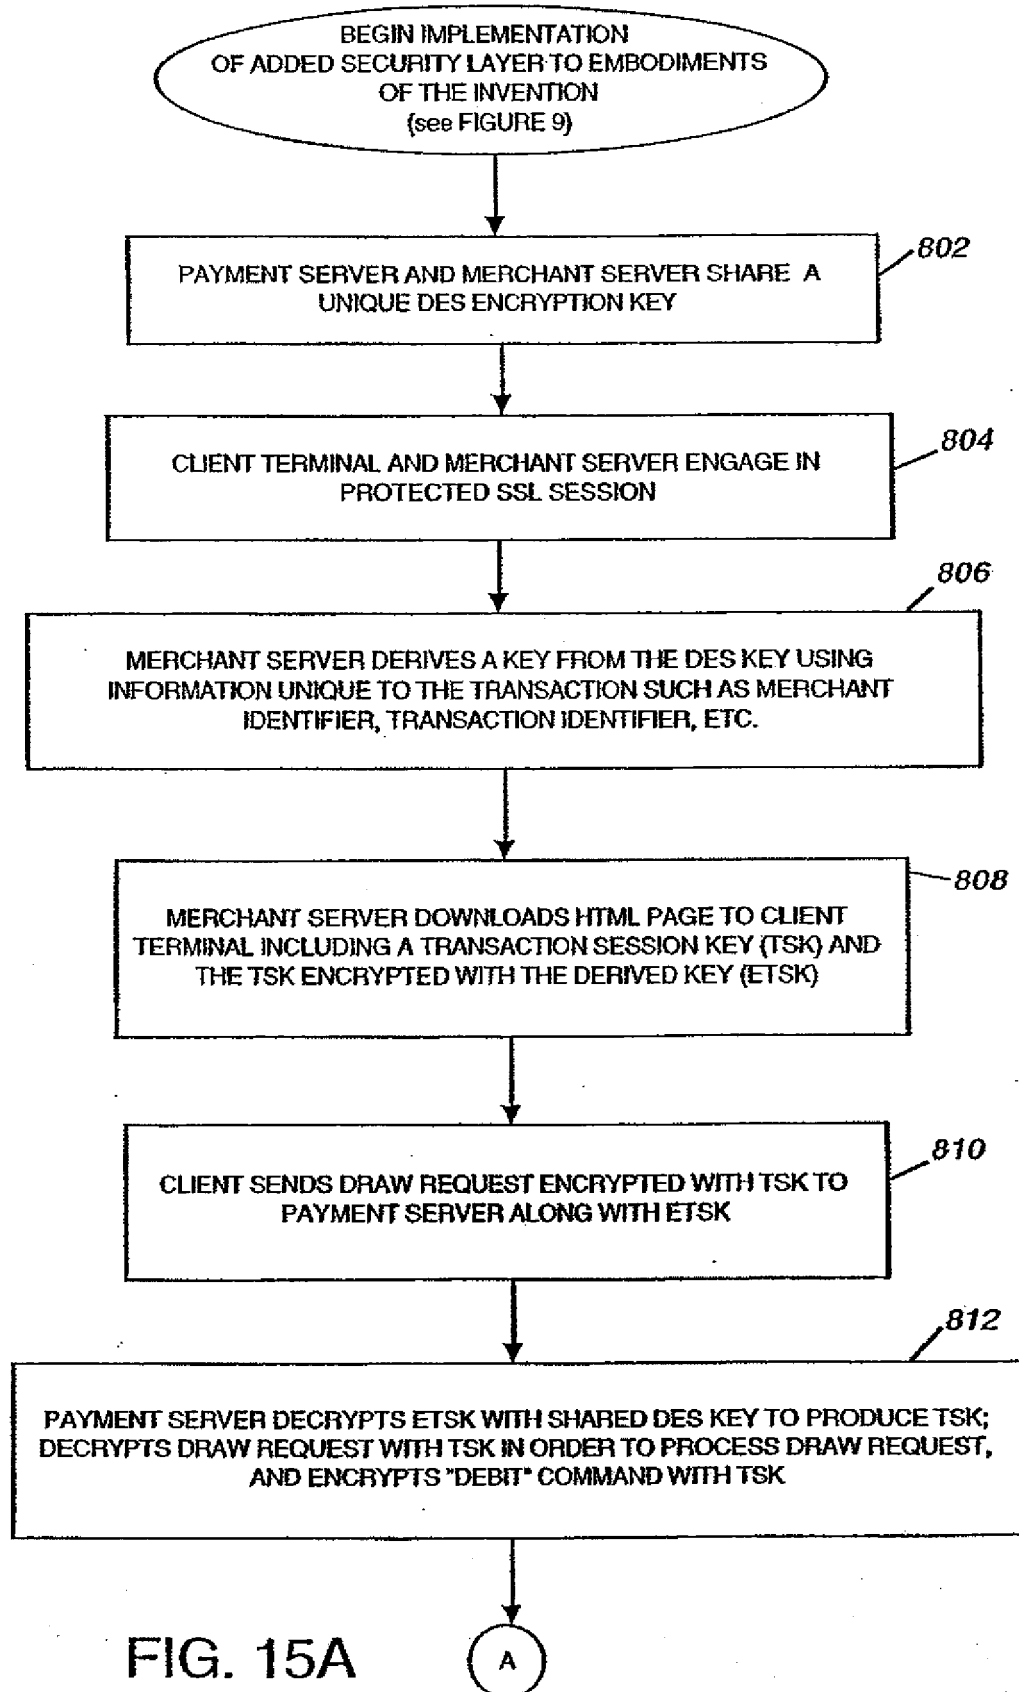 BEGIN IMPLEMENTATION
OF ADDED SECURITY LAYER TO EMBODIMENTS
OF THE INVENTION
(see FIGURE 9)
802
PAYMENT SERVER AND MERCHANT SERVER SHARE A
UNIQUE DES ENCRYPTION KEY
804
CLIENT TERMINAL AND MERCHANT SERVER ENGAGE IN
PROTECTED SSL SESSION
806
MERCHANT SERVER DERIVES A KEY FROM THE DES KEY USING
INFORMATION UNIQUE TO THE TRANSACTION SUCH AS MERCHANT
IDENTIFIER, TRANSACTION IDENTIFIER, ETC.
808
MERCHANT SERVER DOWNLOADS HTML PAGE TO CLIENT
TERMINAL INCLUDING A TRANSACTION SESSION KEY (TSK) AND
THE TSK ENCRYPTED WITH THE DERIVED KEY (ETSK)
810
CLIENT SENDS DRAW REQUEST ENCRYPTED WITH TSK TO
PAYMENT SERVER ALONG WITH ETSK
812
PAYMENT SERVER DECRYPTS ETSK WITH SHARED DES KEY TO PRODUCE TSK;
DECRYPTS DRAW REQUEST WITH TSK IN ORDER TO PROCESS DRAW REQUEST,
AND ENCRYPTS "DEBIT" COMMAND WITH TSK
FIG. 15A
A